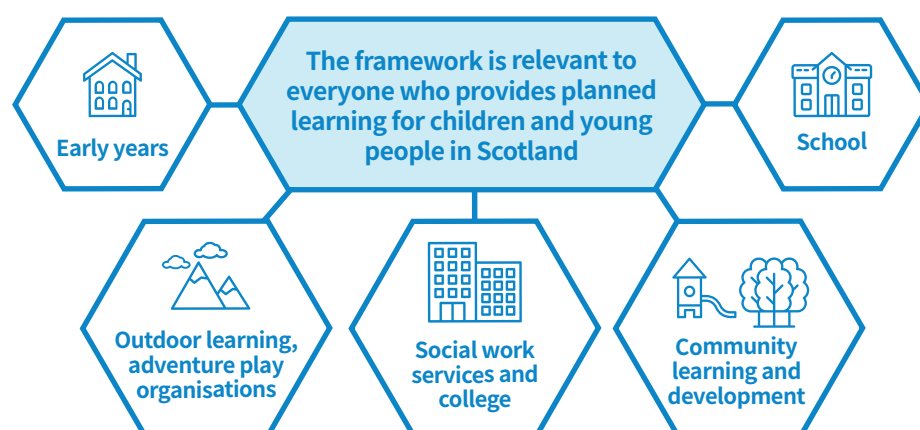 The framework is relevant to
everyone who provides planned
learning for children and young
people in Scotland
Early years
School
Outdoor learning,
adventure play
organisations
Social work
services and
college
Community
learning and
development